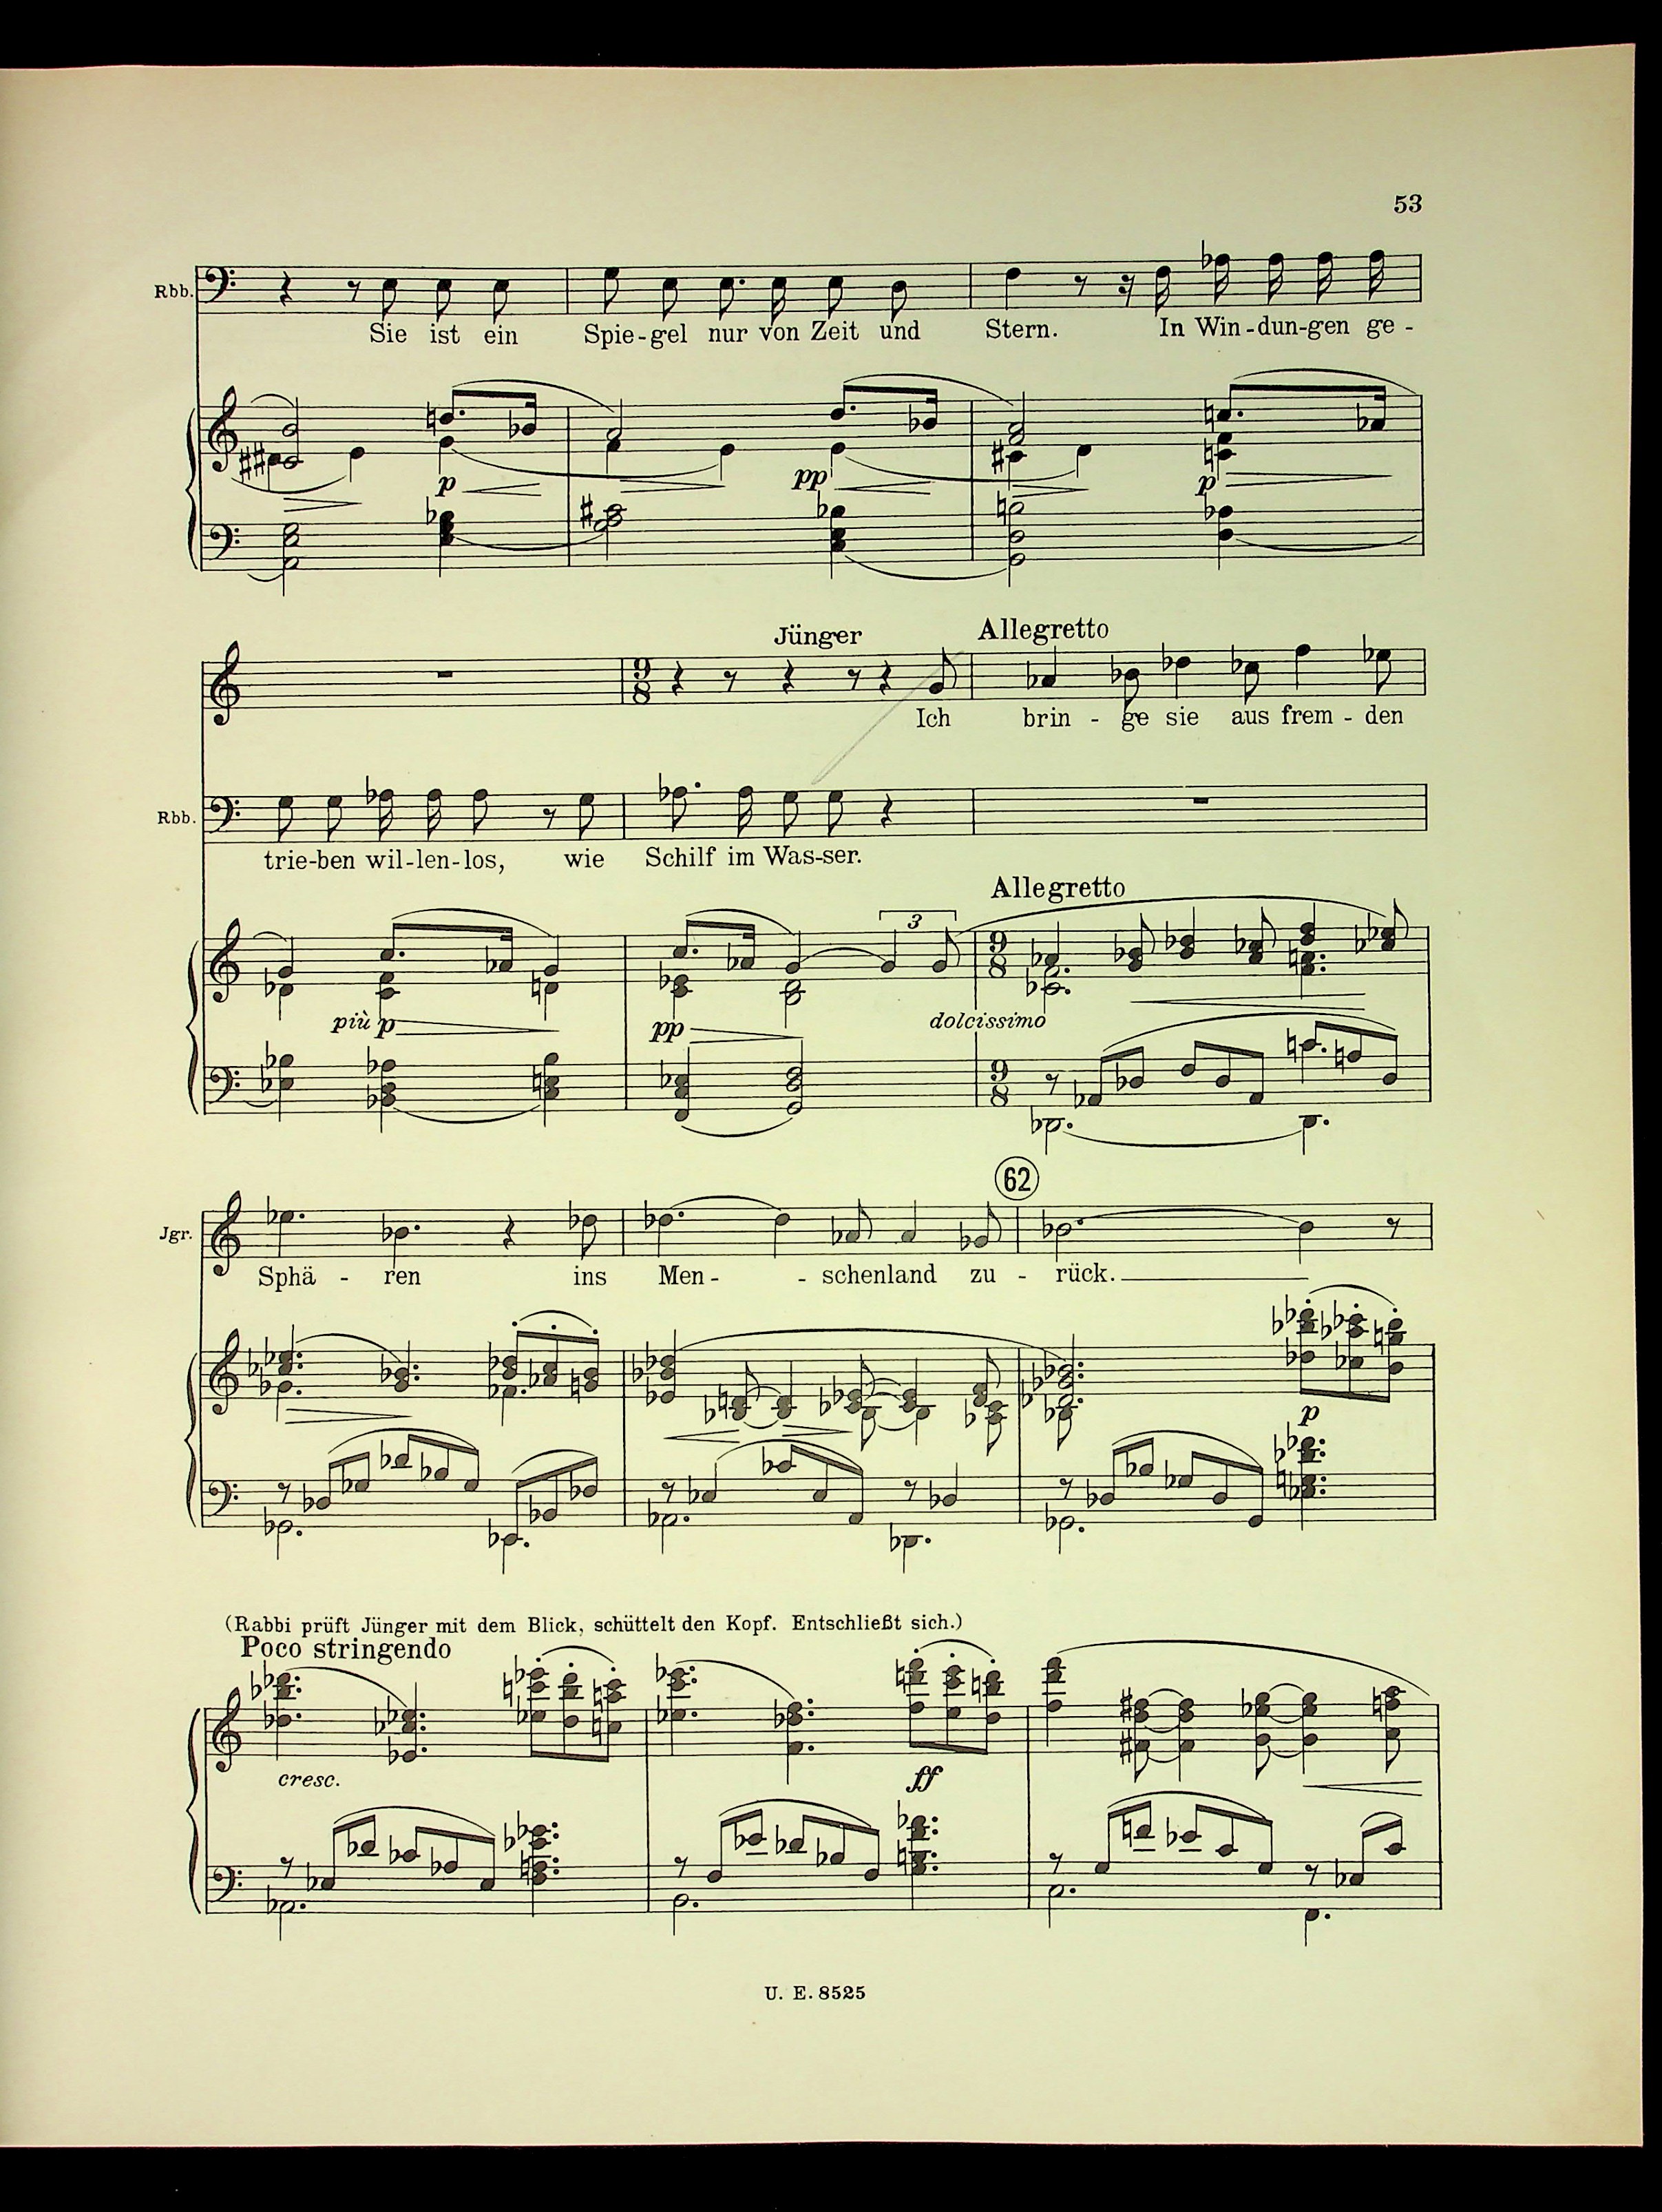 53
Rbb.
Sie ist ein Spie-gel nur von Zeit und Stern. In Win-dun-gen ge-
p pp p
Jünger Allegretto
9/8
Ich brin - ge sie aus frem - den
Rbb.
trie-ben wil-len-los, wie Schilf im Was-ser.
Allegretto
3
9/8
più p pp dolcissimo
9/8
62
Jgr.
Sphä - ren ins Men - - schenland zu - rück.
p
(Rabbi prüft Jünger mit dem Blick, schüttelt den Kopf. Entschließt sich.)
Poco stringendo
cresc. ff
U. E. 8525